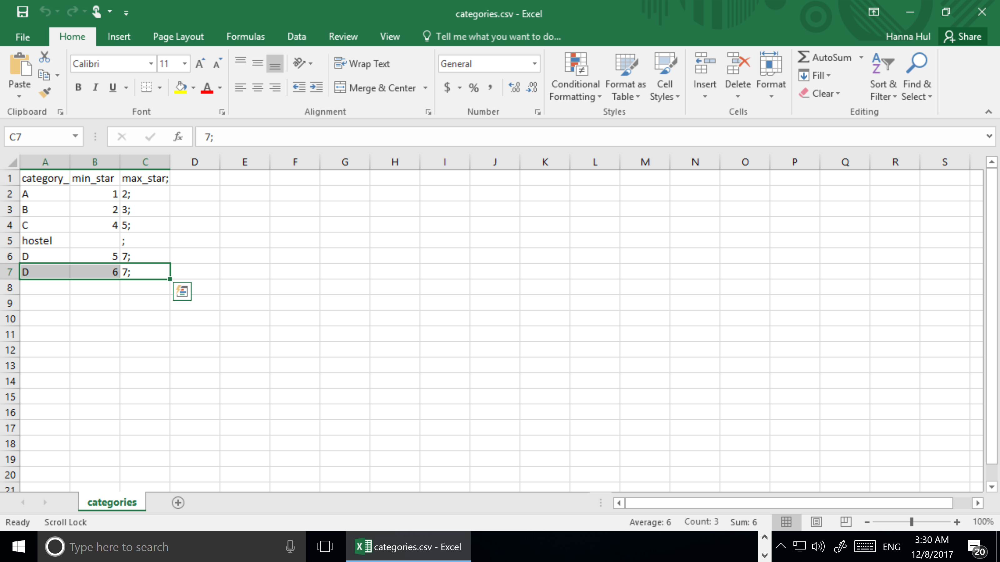 categories.csv - Excel
File Home Insert Page Layout Formulas Data Review View Tell me what you want to do... Hanna Hul Share
Paste
Clipboard
Calibri 11 A A
B I U A
Font
Wrap Text
Merge & Center
Alignment
General
$ % , .0 .00 .00 .0
Number
Conditional Formatting
Format as Table
Cell Styles
Styles
Insert Delete Format
Cells
AutoSum
Fill
Clear
Sort & Filter
Find & Select
Editing
C7 fx 7;
A B C D E F G H I J K L M N O P Q R S
1 category_ min_star max_star;
2 A 1 2;
3 B 2 3;
4 C 4 5;
5 hostel ;
6 D 5 7;
7 D 6 7;
8
9
10
11
12
13
14
15
16
17
18
19
20
21
categories
Ready Scroll Lock Average: 6 Count: 3 Sum: 6 100%
Type here to search categories.csv - Excel ENG 3:30 AM
12/8/2017 20